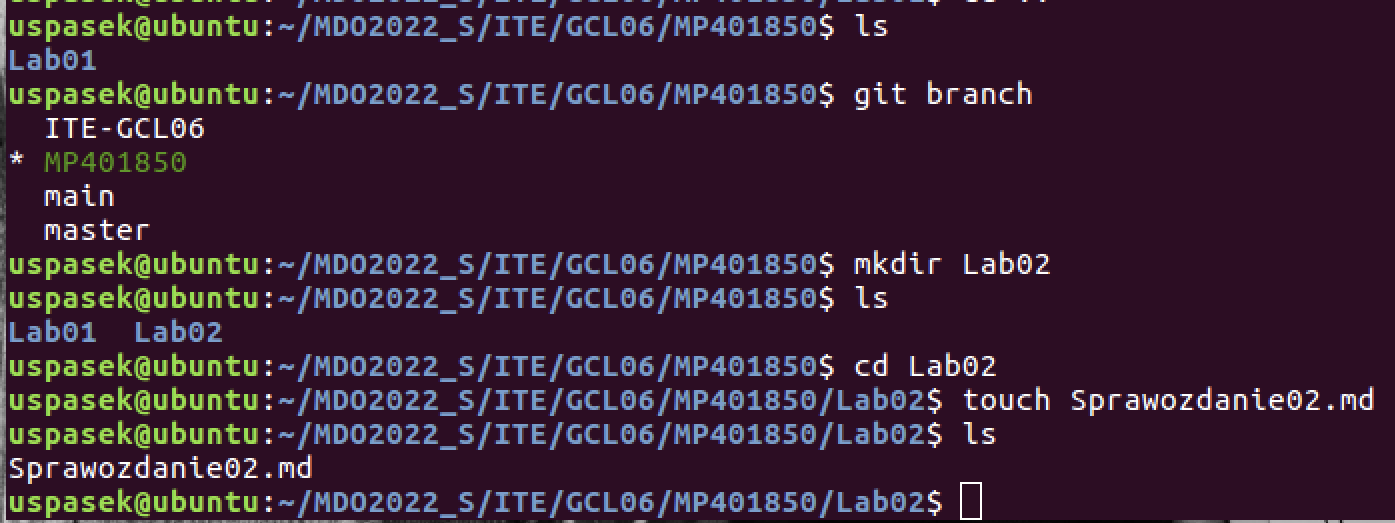 uspasek@ubuntu:~/MDO2022_S/ITE/GCL06/MP401850$ ls
Lab01
uspasek@ubuntu:~/MDO2022_S/ITE/GCL06/MP401850$ git branch
  ITE-GCL06
* MP401850
  main
  master
uspasek@ubuntu:~/MDO2022_S/ITE/GCL06/MP401850$ mkdir Lab02
uspasek@ubuntu:~/MDO2022_S/ITE/GCL06/MP401850$ ls
Lab01  Lab02
uspasek@ubuntu:~/MDO2022_S/ITE/GCL06/MP401850$ cd Lab02
uspasek@ubuntu:~/MDO2022_S/ITE/GCL06/MP401850/Lab02$ touch Sprawozdanie02.md
uspasek@ubuntu:~/MDO2022_S/ITE/GCL06/MP401850/Lab02$ ls
Sprawozdanie02.md
uspasek@ubuntu:~/MDO2022_S/ITE/GCL06/MP401850/Lab02$